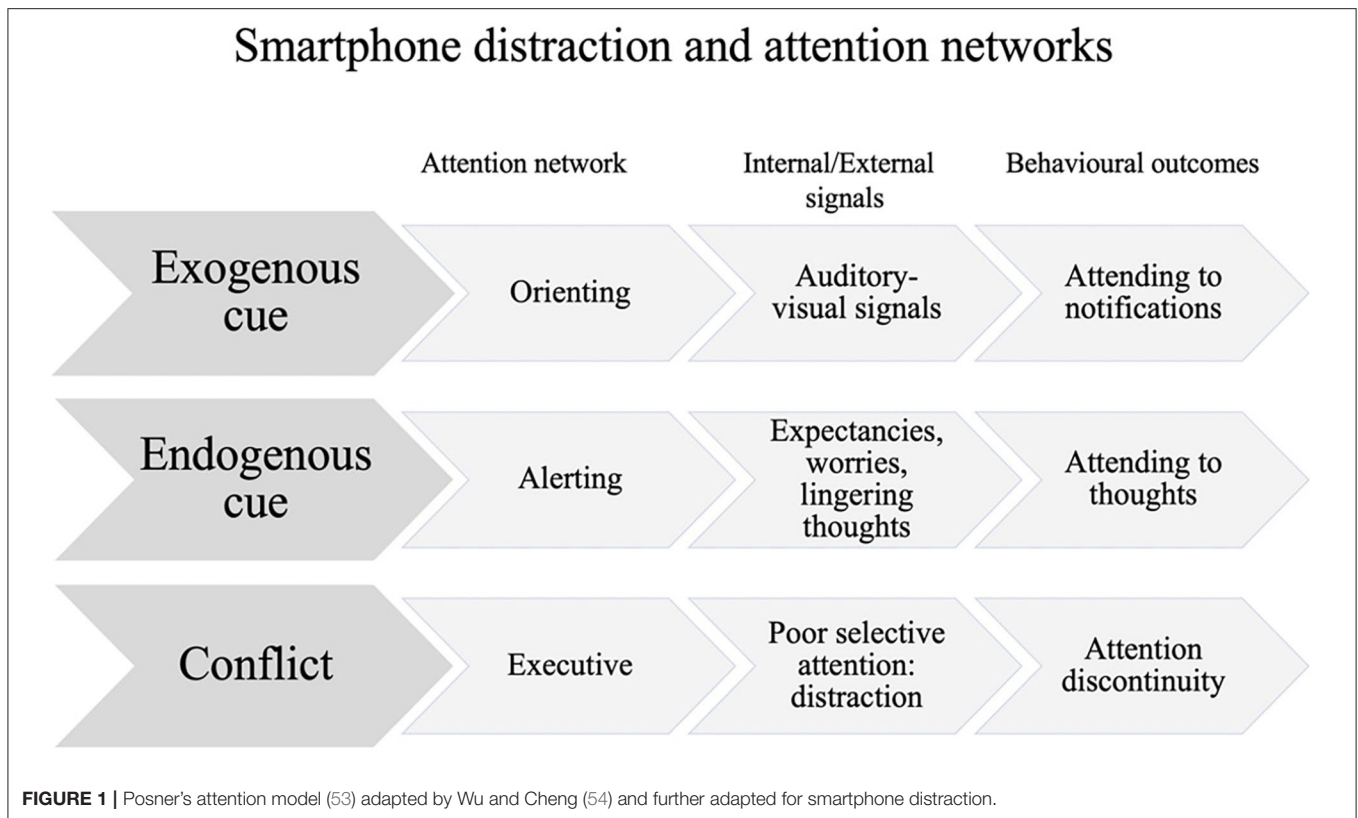 Smartphone distraction and attention networks
Attention network
Internal/External
signals
Behavioural outcomes
Exogenous
cue
Orienting
Auditory-
visual signals
Attending to
notifications
Endogenous
cue
Alerting
Expectancies,
worries,
lingering
thoughts
Attending to
thoughts
Conflict
Executive
Poor selective
attention:
distraction
Attention
discontinuity
FIGURE 1 | Posner's attention model (53) adapted by Wu and Cheng (54) and further adapted for smartphone distraction.